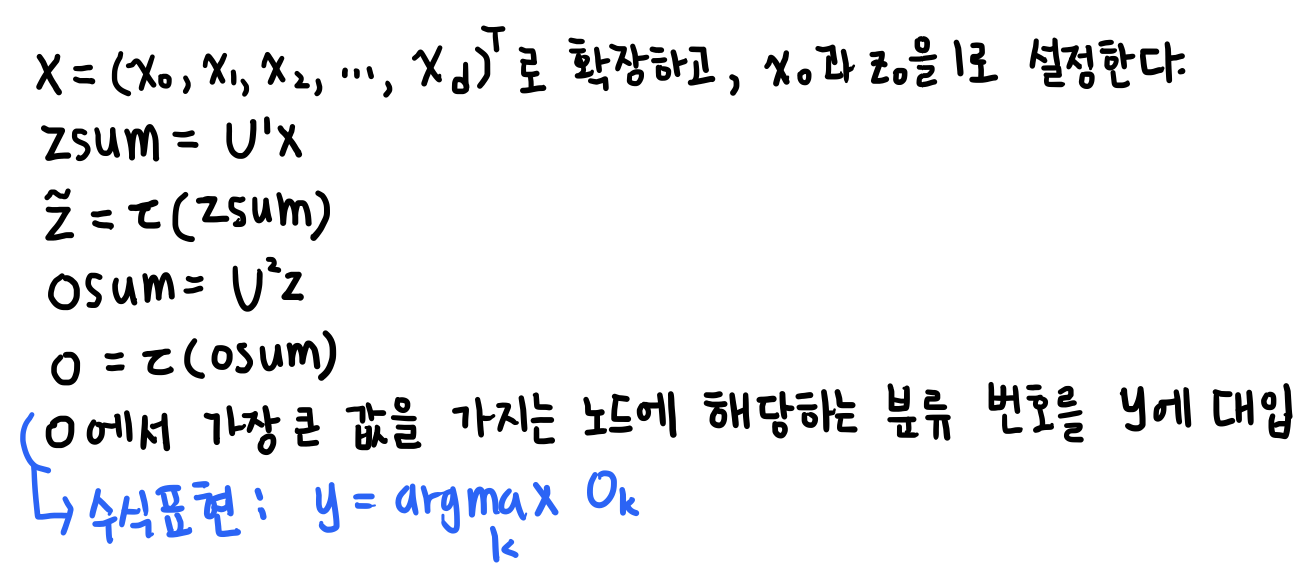 x = (x₀, x₁, x₂, ..., x_d)ᵀ로 확장하고, x₀과 z₀을 1로 설정한다.
zsum = U¹x
z̃ = τ(zsum)
osum = U²z
o = τ(osum)
o에서 가장 큰 값을 가지는 노드에 해당하는 분류 번호를 y에 대입
↳ 수식표현 : y = argmax O_k
k